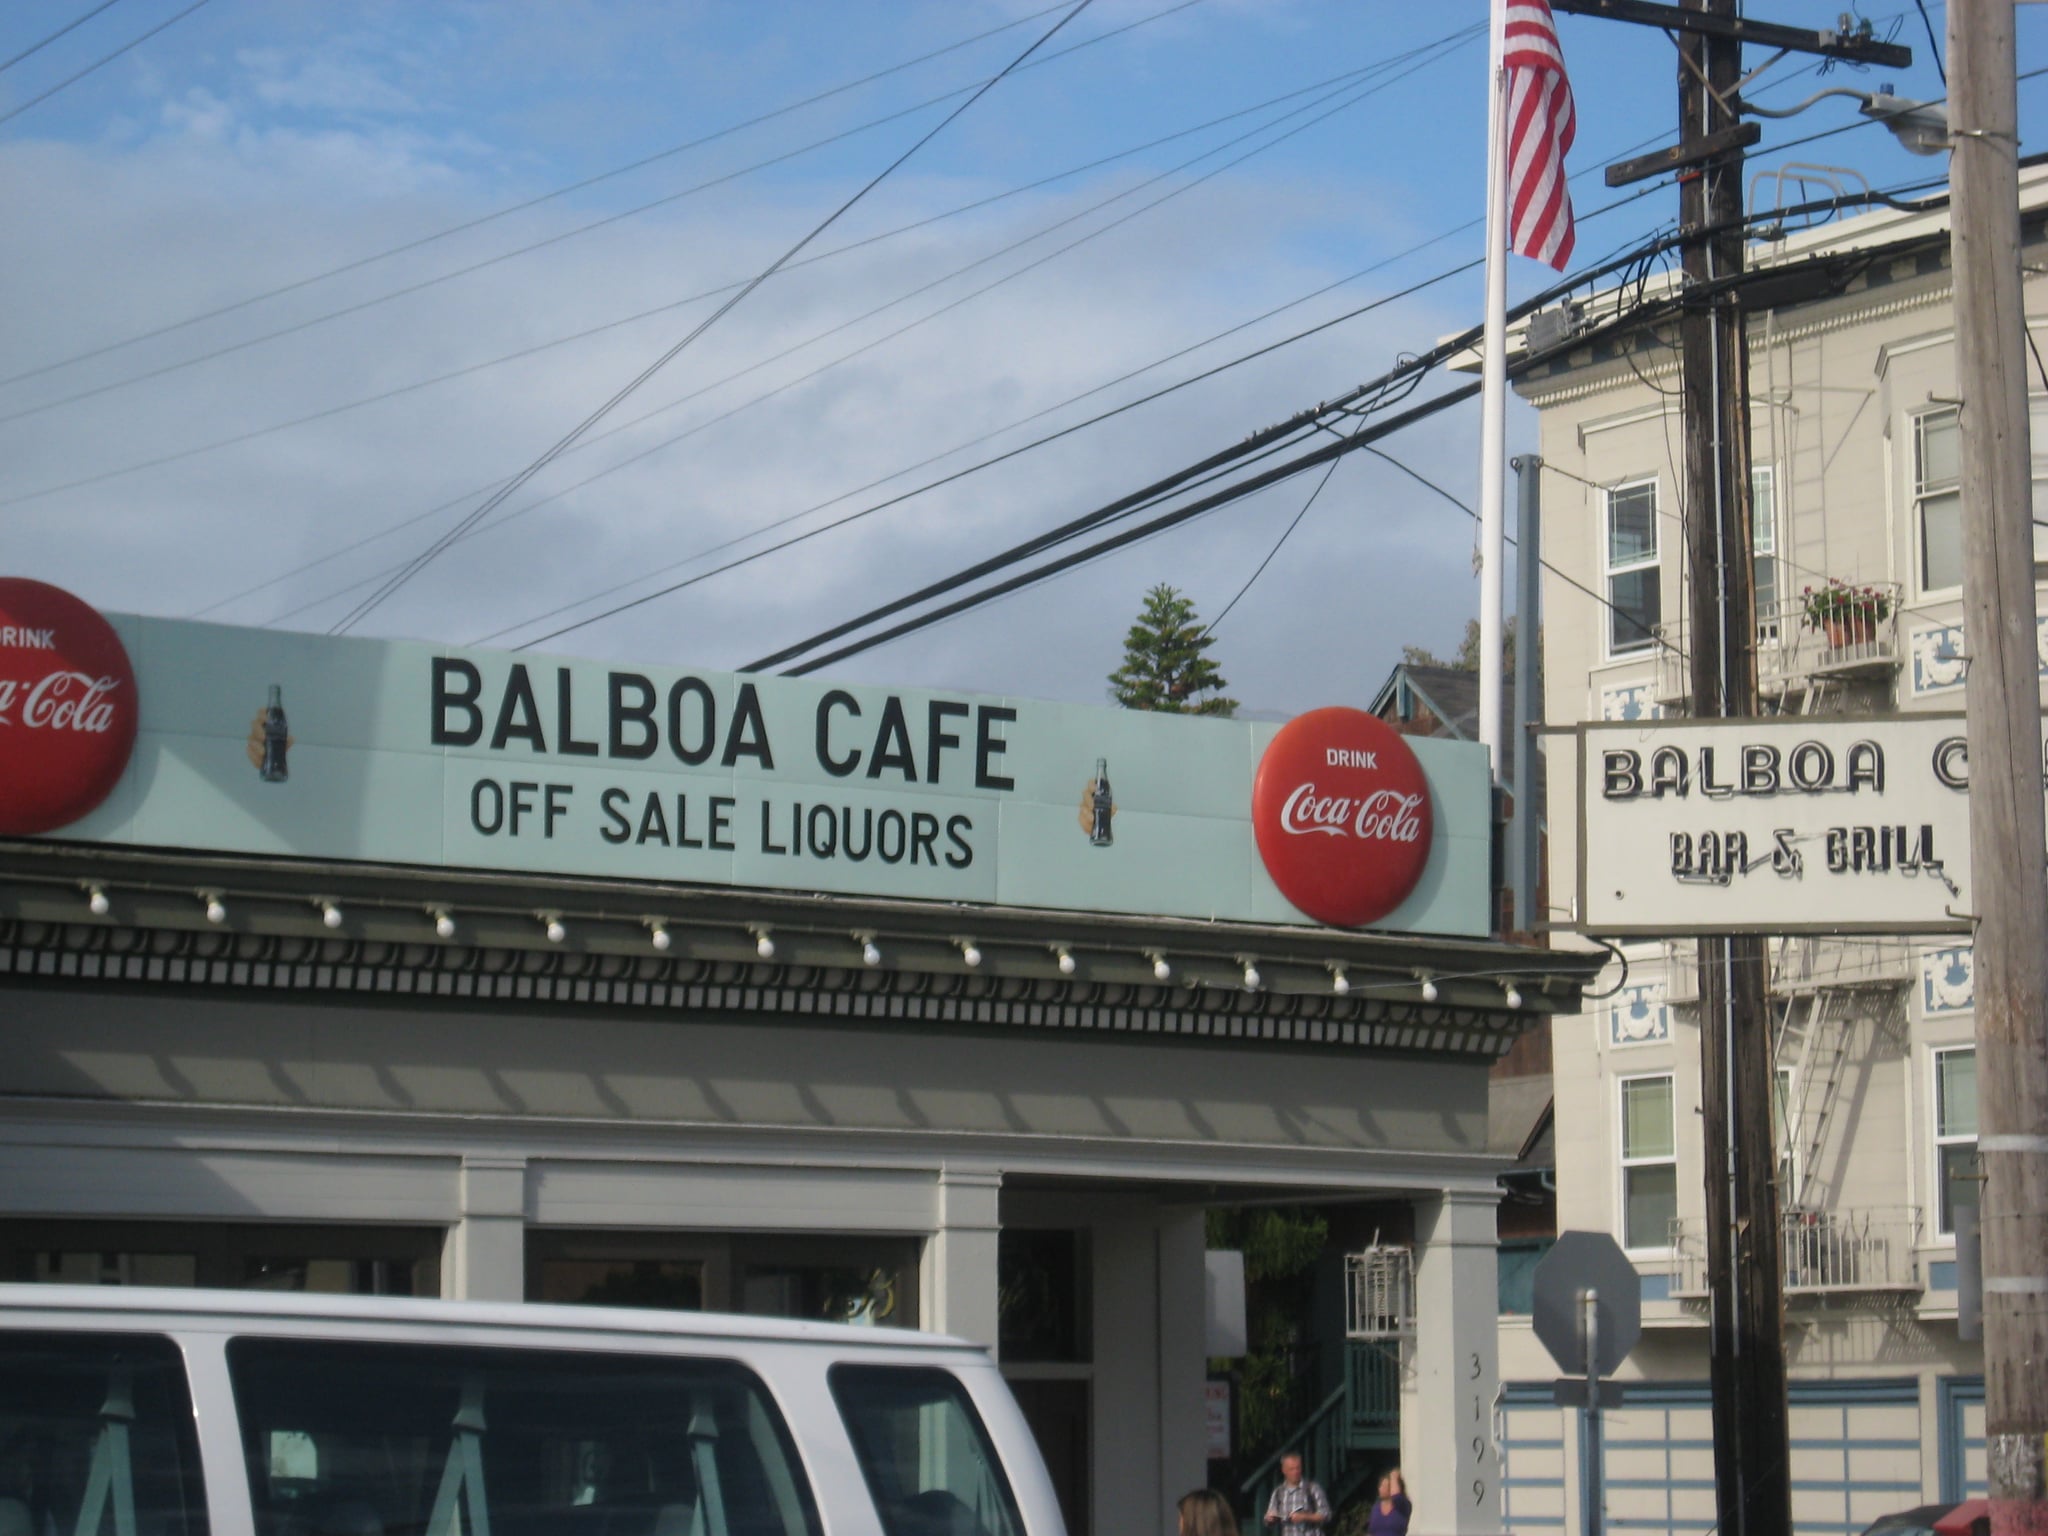 DRINK
Coca-Cola
BALBOA CAFE
OFF SALE LIQUORS
DRINK
Coca-Cola
BALBOA C
BAR & GRILL
3199